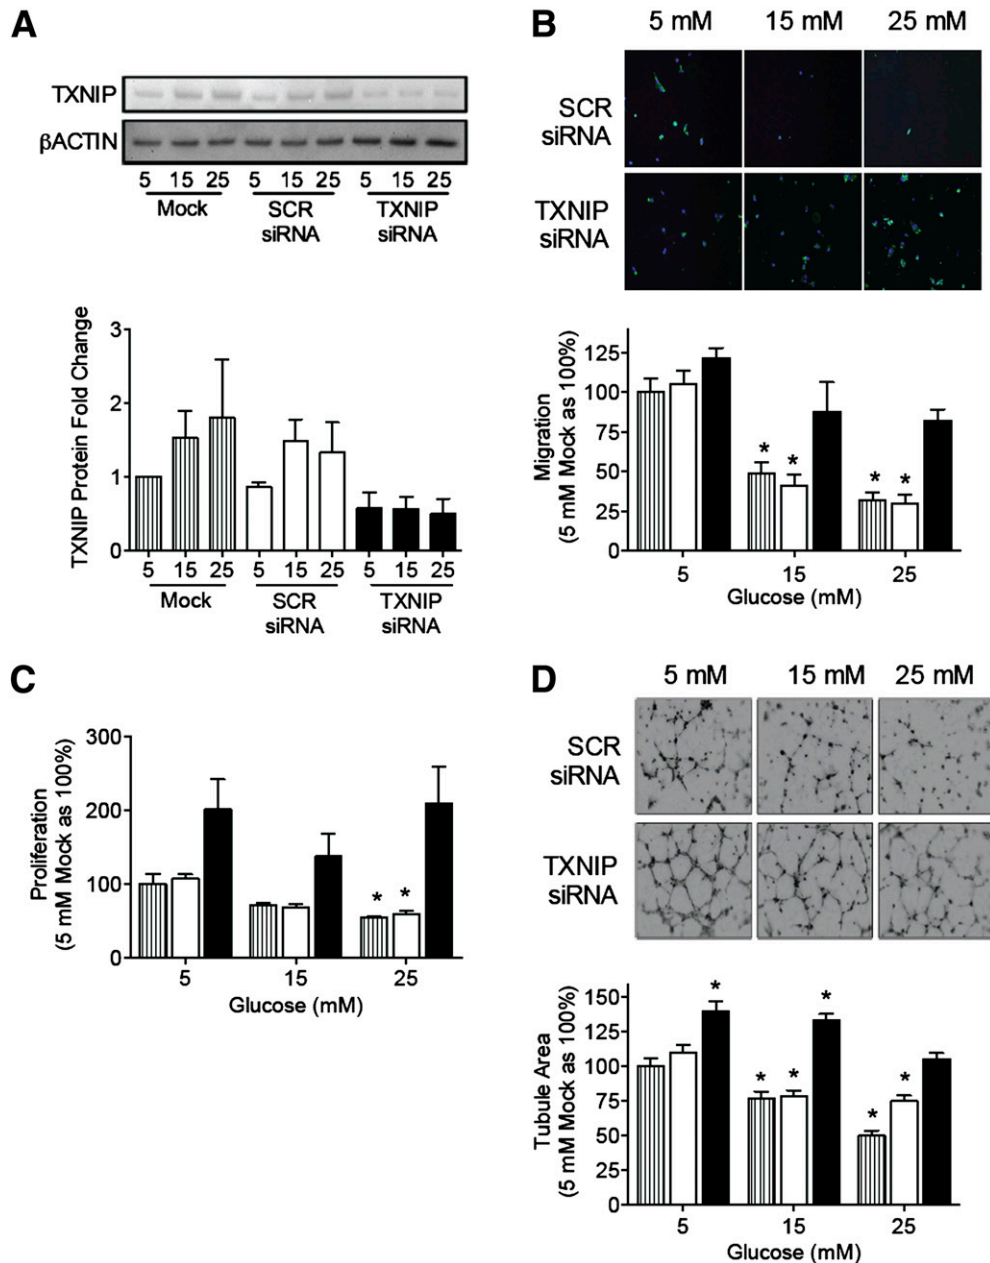 A
TXNIP
βACTIN
5 15 25 5 15 25 5 15 25
Mock SCR siRNA TXNIP siRNA
TXNIP Protein Fold Change
3
2
1
0
5 15 25 5 15 25 5 15 25
Mock SCR siRNA TXNIP siRNA
B
5 mM 15 mM 25 mM
SCR
siRNA
TXNIP
siRNA
Migration
(5 mM Mock as 100%)
125
100
75
50
25
0
* * * *
5 15 25
Glucose (mM)
C
Proliferation
(5 mM Mock as 100%)
300
200
100
0
* *
5 15 25
Glucose (mM)
D
5 mM 15 mM 25 mM
SCR
siRNA
TXNIP
siRNA
Tubule Area
(5 mM Mock as 100%)
150
125
100
75
50
25
0
* * * * * *
5 15 25
Glucose (mM)